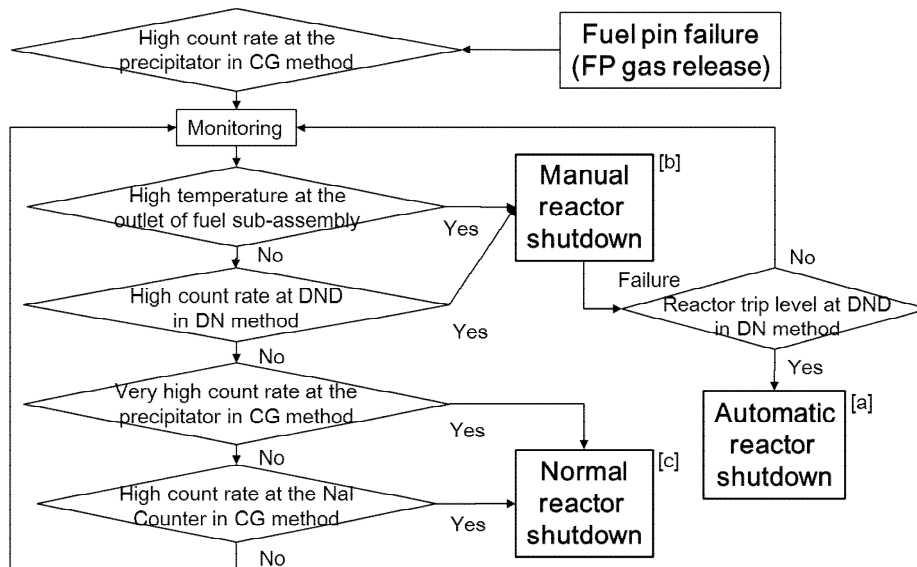 High count rate at the
precipitator in CG method
Fuel pin failure
(FP gas release)
Monitoring
High temperature at the
outlet of fuel sub-assembly
Yes
No
Manual
reactor
shutdown
[b]
High count rate at DND
in DN method
Yes
No
Failure
No
Reactor trip level at DND
in DN method
Yes
Very high count rate at the
precipitator in CG method
Yes
No
Automatic
reactor
shutdown
[a]
High count rate at the NaI
Counter in CG method
Yes
No
Normal
reactor
shutdown
[c]